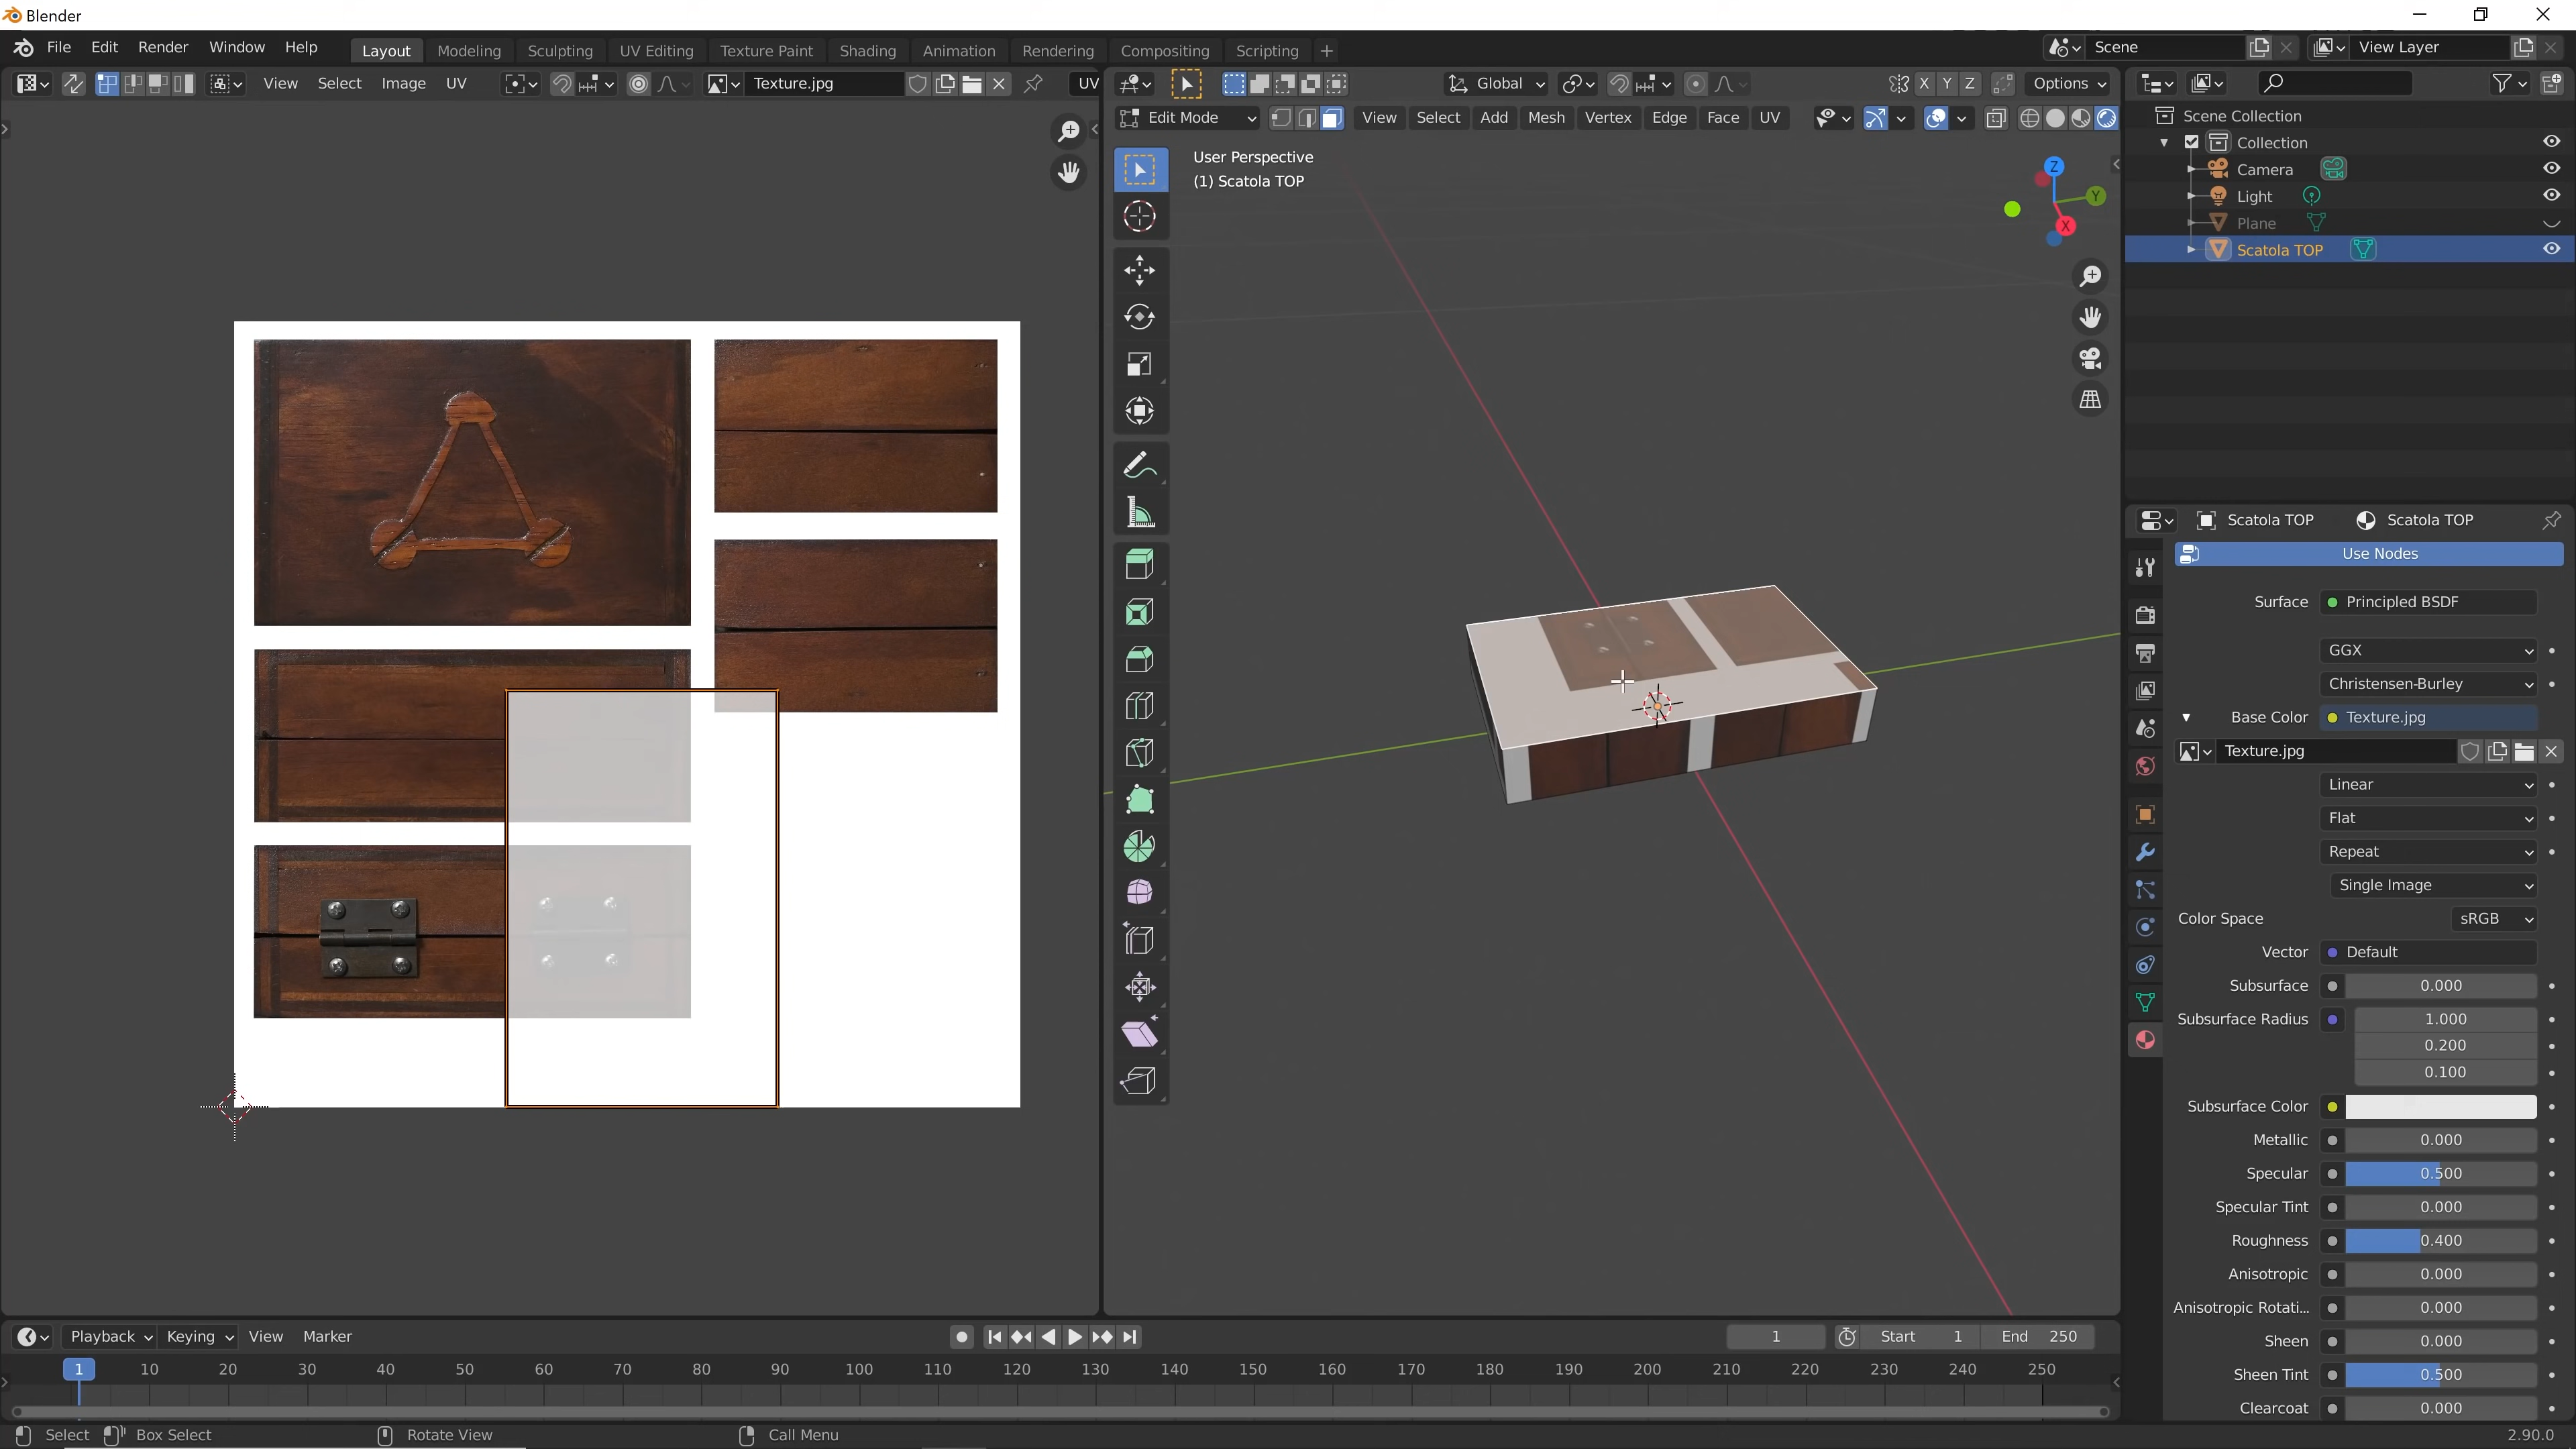 Blender
File Edit Render Window Help Layout Modeling Sculpting UV Editing Texture Paint Shading Animation Rendering Compositing Scripting + Scene View Layer
View Select Image UV Texture.jpg UV Global X Y Z Options
Edit Mode View Select Add Mesh Vertex Edge Face UV
User Perspective
(1) Scatola TOP
Z
Y
X
Scene Collection
Collection
Camera
Light
Plane
Scatola TOP
Scatola TOP Scatola TOP
Use Nodes
Surface Principled BSDF
GGX
Christensen-Burley
Base Color Texture.jpg
Texture.jpg
Linear
Flat
Repeat
Single Image
Color Space sRGB
Vector Default
Subsurface 0.000
Subsurface Radius 1.000
0.200
0.100
Subsurface Color
Metallic 0.000
Specular 0.500
Specular Tint 0.000
Roughness 0.400
Anisotropic 0.000
Anisotropic Rotati... 0.000
Sheen 0.000
Sheen Tint 0.500
Clearcoat 0.000
Playback Keying View Marker 1 Start 1 End 250
1 10 20 30 40 50 60 70 80 90 100 110 120 130 140 150 160 170 180 190 200 210 220 230 240 250
Select Box Select Rotate View Call Menu 2.90.0